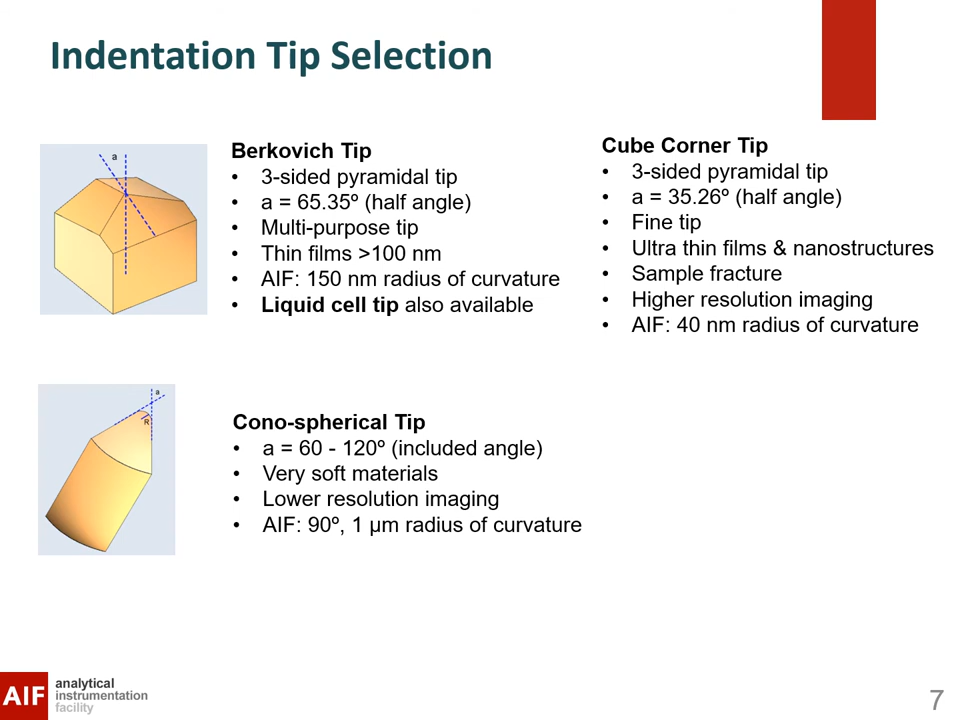 Indentation Tip Selection
a
Berkovich Tip
• 3-sided pyramidal tip
• a = 65.35º (half angle)
• Multi-purpose tip
• Thin films >100 nm
• AIF: 150 nm radius of curvature
• Liquid cell tip also available
Cube Corner Tip
• 3-sided pyramidal tip
• a = 35.26º (half angle)
• Fine tip
• Ultra thin films & nanostructures
• Sample fracture
• Higher resolution imaging
• AIF: 40 nm radius of curvature
a
R
Cono-spherical Tip
• a = 60 - 120º (included angle)
• Very soft materials
• Lower resolution imaging
• AIF: 90º, 1 µm radius of curvature
AIF
analytical
instrumentation
facility
7